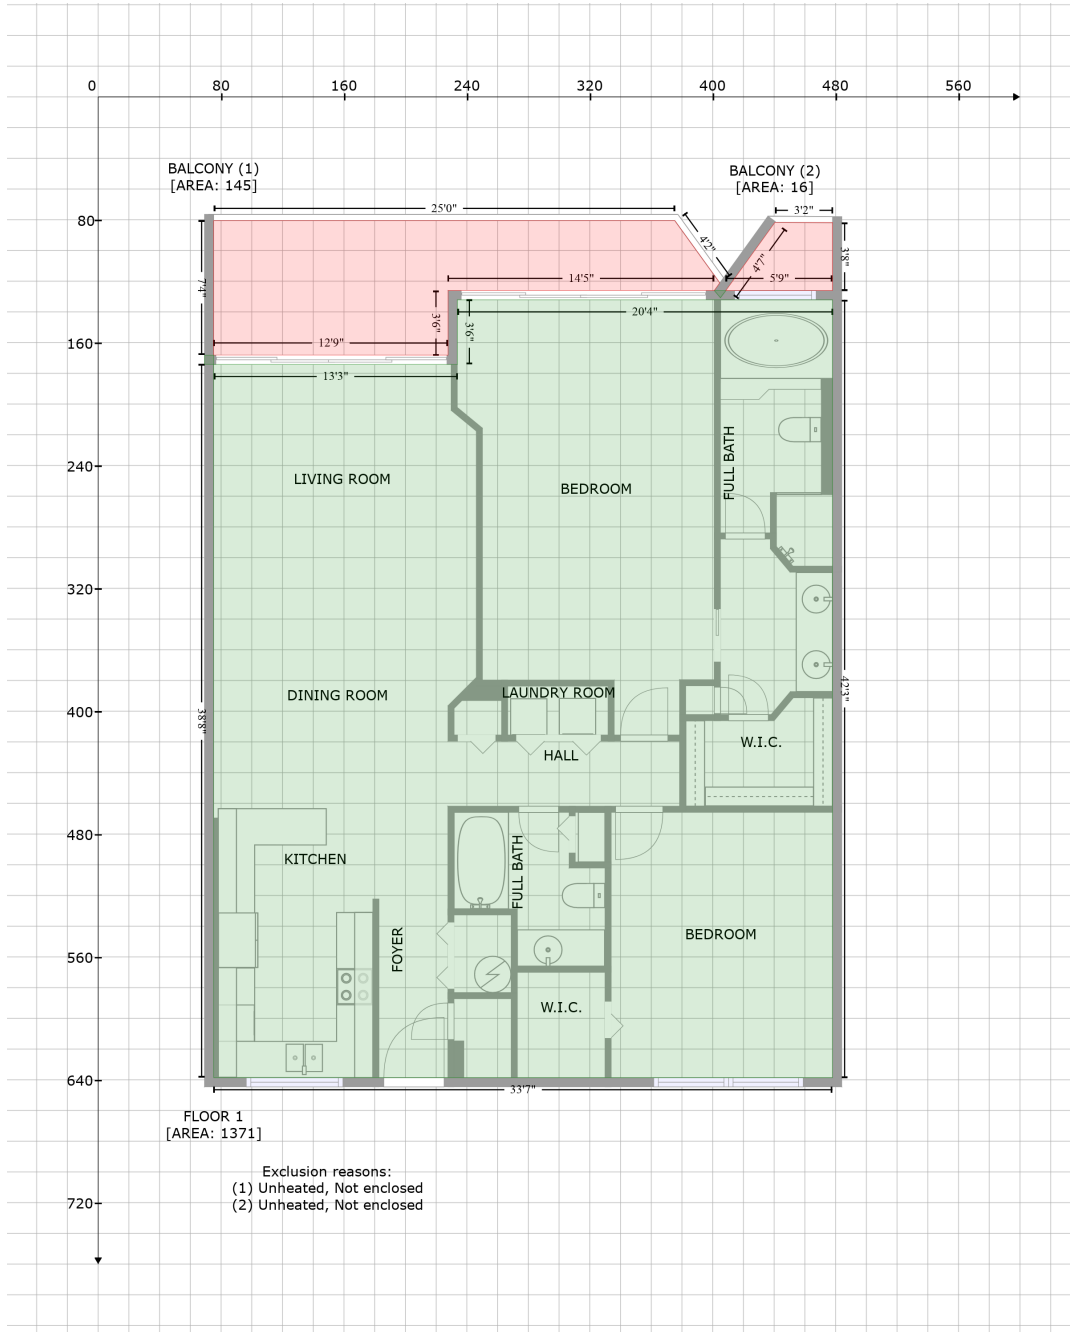 0 80 160 240 320 400 480 560
BALCONY (1)
[AREA: 145]
BALCONY (2)
[AREA: 16]
25'0"
3'2"
80
4'2"
4'7"
3'8"
7'4"
14'5"
5'9"
3'6"
3'6"
20'4"
160
12'9"
13'3"
240
FULL BATH
LIVING ROOM
BEDROOM
320
DINING ROOM
LAUNDRY ROOM
42'3"
400
38'8"
HALL
W.I.C.
480
KITCHEN
FULL BATH
FOYER
BEDROOM
560
W.I.C.
640
33'7"
FLOOR 1
[AREA: 1371]
Exclusion reasons:
(1) Unheated, Not enclosed
(2) Unheated, Not enclosed
720